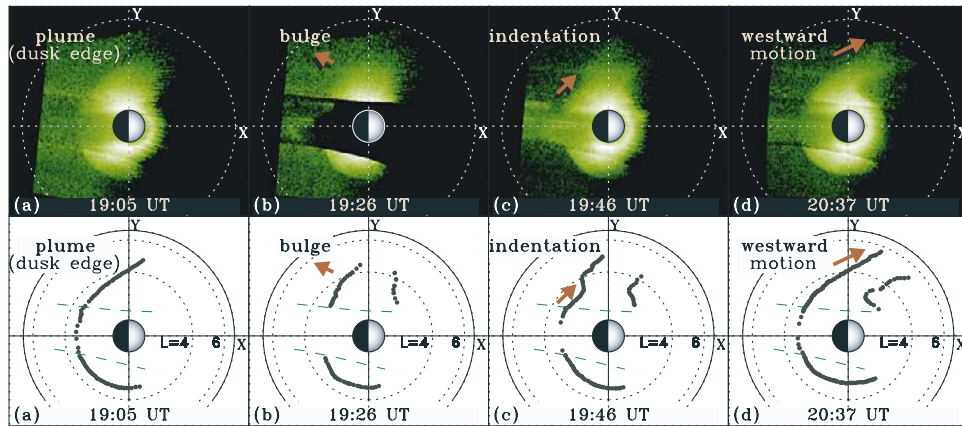 Y
plume
(dusk edge)
X
(a) 19:05 UT
Y
bulge
X
(b) 19:26 UT
Y
indentation
X
(c) 19:46 UT
Y
westward
motion
X
(d) 20:37 UT
Y
plume
(dusk edge)
L=4 6 X
(a) 19:05 UT
Y
bulge
L=4 6 X
(b) 19:26 UT
Y
indentation
L=4 6 X
(c) 19:46 UT
Y
westward
motion
L=4 6 X
(d) 20:37 UT